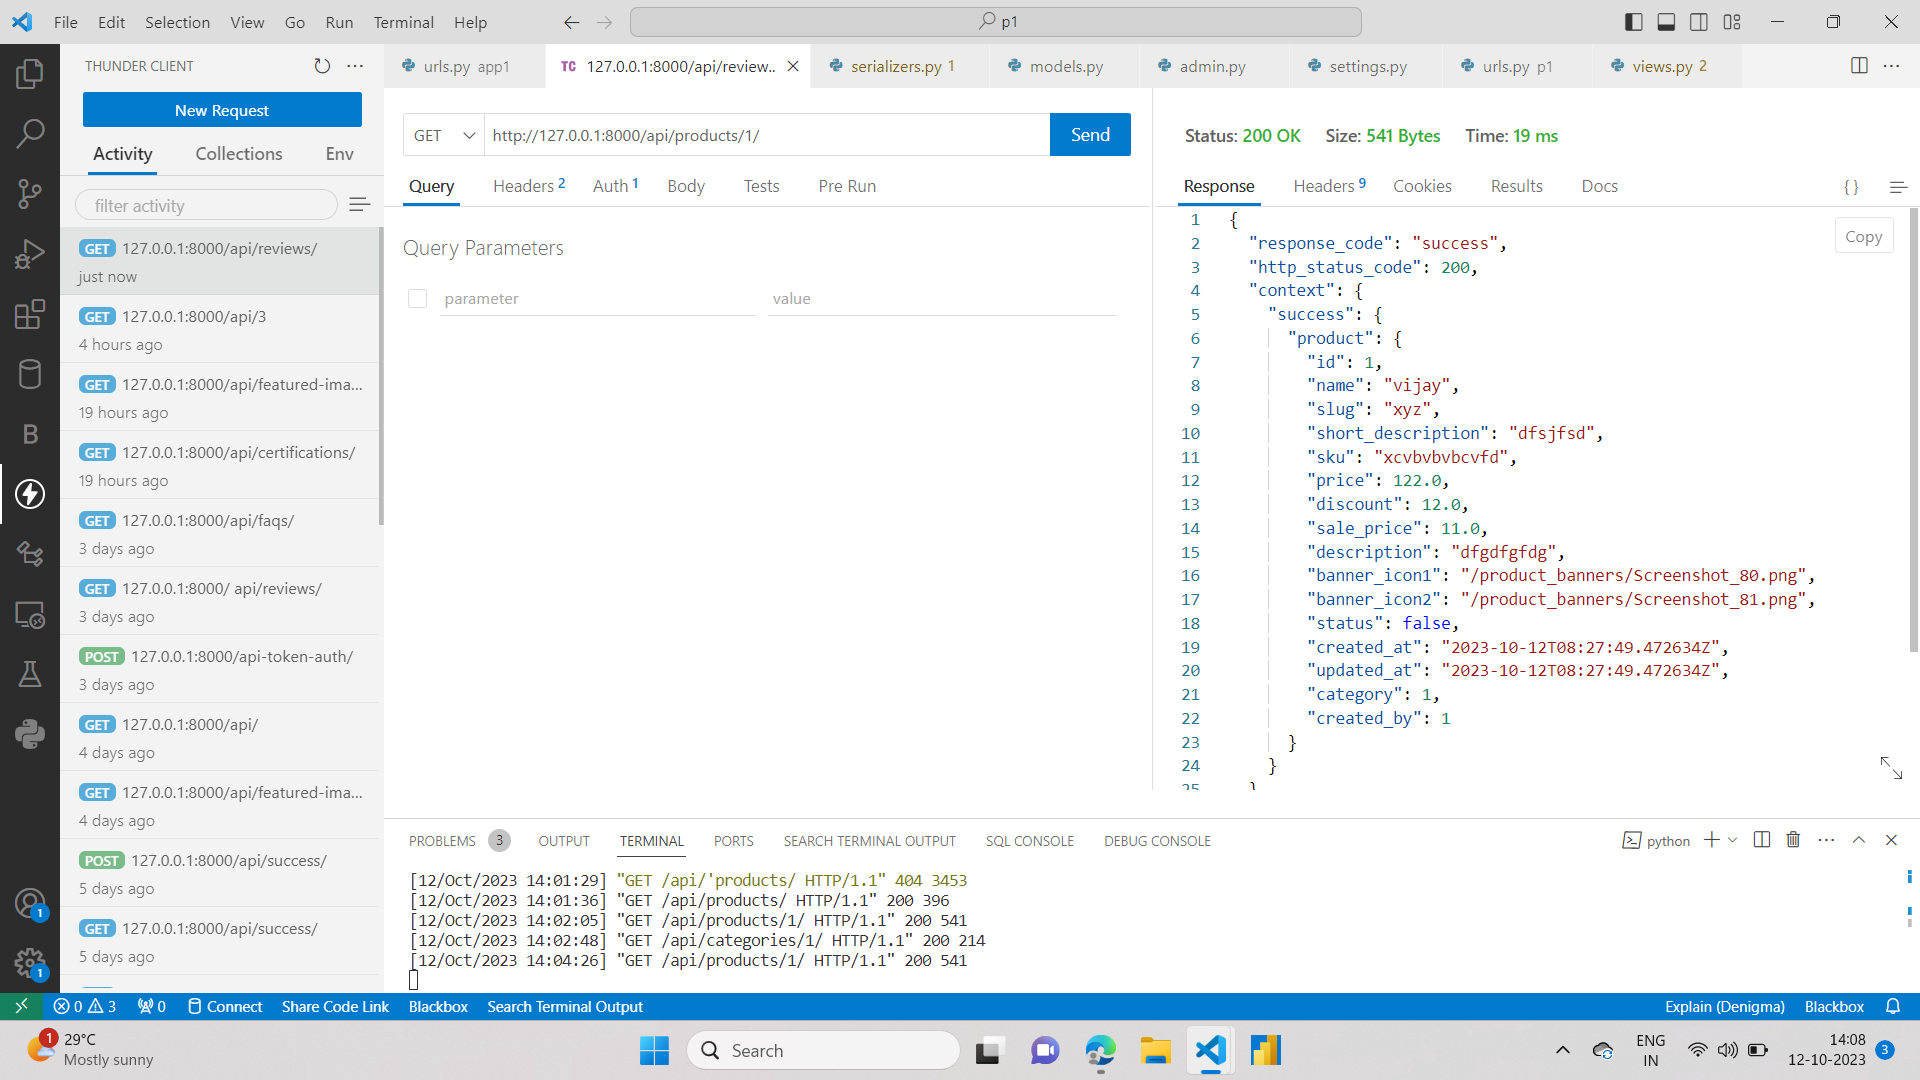 File Edit Selection View Go Run Terminal Help
p1
THUNDER CLIENT
New Request
Activity Collections Env
filter activity
GET 127.0.0.1:8000/api/reviews/
just now
GET 127.0.0.1:8000/api/3
4 hours ago
GET 127.0.0.1:8000/api/featured-ima...
19 hours ago
GET 127.0.0.1:8000/api/certifications/
19 hours ago
GET 127.0.0.1:8000/api/faqs/
3 days ago
GET 127.0.0.1:8000/ api/reviews/
3 days ago
POST 127.0.0.1:8000/api-token-auth/
3 days ago
GET 127.0.0.1:8000/api/
4 days ago
GET 127.0.0.1:8000/api/featured-ima...
4 days ago
POST 127.0.0.1:8000/api/success/
5 days ago
GET 127.0.0.1:8000/api/success/
5 days ago
B
1
1
urls.py app1
TC 127.0.0.1:8000/api/review..
serializers.py 1
models.py
admin.py
settings.py
urls.py p1
views.py 2
GET http://127.0.0.1:8000/api/products/1/ Send
Query Headers 2 Auth 1 Body Tests Pre Run
Query Parameters
parameter value
Status: 200 OK Size: 541 Bytes Time: 19 ms
Response Headers 9 Cookies Results Docs { }
Copy
1 {
2 "response_code": "success",
3 "http_status_code": 200,
4 "context": {
5 "success": {
6 "product": {
7 "id": 1,
8 "name": "vijay",
9 "slug": "xyz",
10 "short_description": "dfsjfsd",
11 "sku": "xcvbvbvbcvfd",
12 "price": 122.0,
13 "discount": 12.0,
14 "sale_price": 11.0,
15 "description": "dfgdfgfdg",
16 "banner_icon1": "/product_banners/Screenshot_80.png",
17 "banner_icon2": "/product_banners/Screenshot_81.png",
18 "status": false,
19 "created_at": "2023-10-12T08:27:49.472634Z",
20 "updated_at": "2023-10-12T08:27:49.472634Z",
21 "category": 1,
22 "created_by": 1
23 }
24 }
25 }
PROBLEMS 3 OUTPUT TERMINAL PORTS SEARCH TERMINAL OUTPUT SQL CONSOLE DEBUG CONSOLE
python
[12/Oct/2023 14:01:29] "GET /api/'products/ HTTP/1.1" 404 3453
[12/Oct/2023 14:01:36] "GET /api/products/ HTTP/1.1" 200 396
[12/Oct/2023 14:02:05] "GET /api/products/1/ HTTP/1.1" 200 541
[12/Oct/2023 14:02:48] "GET /api/categories/1/ HTTP/1.1" 200 214
[12/Oct/2023 14:04:26] "GET /api/products/1/ HTTP/1.1" 200 541
0 3 0 Connect Share Code Link Blackbox Search Terminal Output Explain (Denigma) Blackbox
1
29°C
Mostly sunny
Search
ENG
IN
14:08
12-10-2023
3